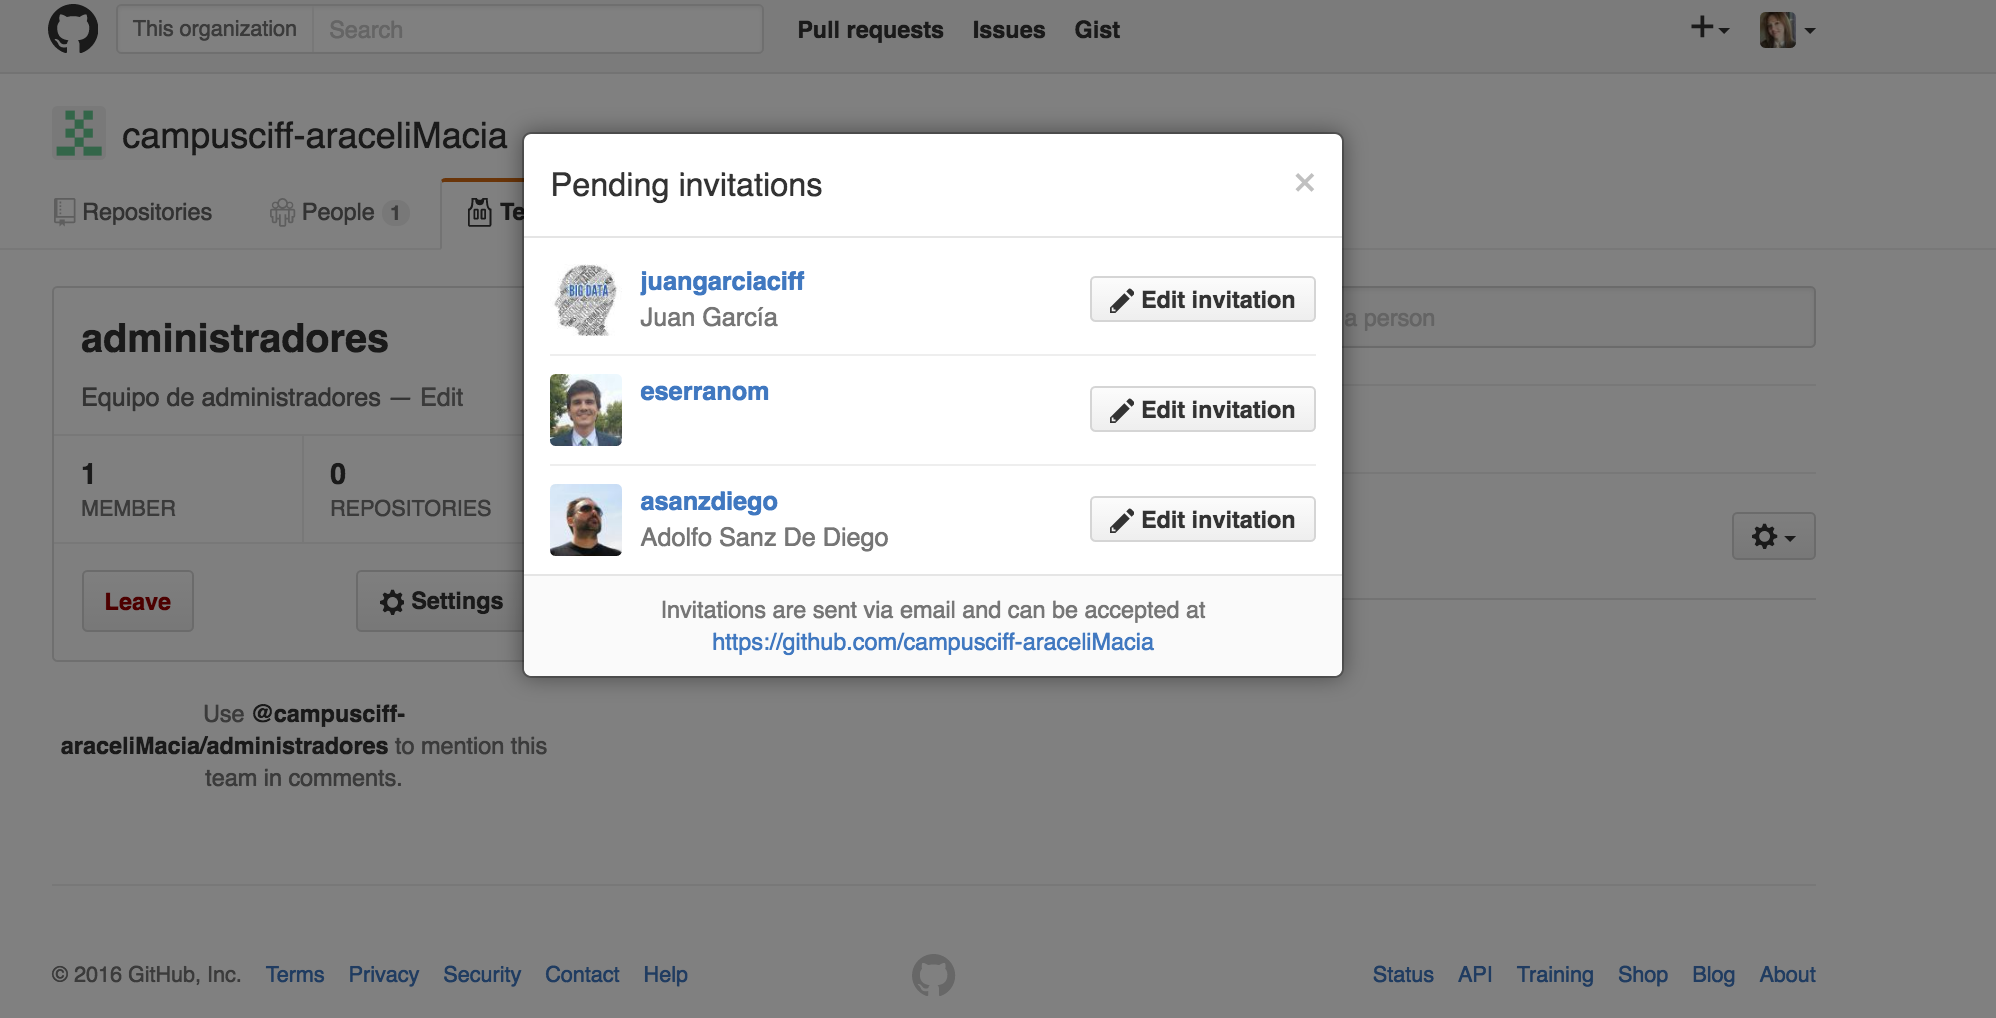 This organization Search Pull requests Issues Gist
campusciff-araceliMacia
Repositories People 1 Te
administradores
Equipo de administradores — Edit
1 0
MEMBER REPOSITORIES
Leave Settings
Use @campusciff-
araceliMacia/administradores to mention this
team in comments.
Pending invitations ×
BIG DATA
juangarciaciff
Juan García
Edit invitation
eserranom
Edit invitation
asanzdiego
Adolfo Sanz De Diego
Edit invitation
Invitations are sent via email and can be accepted at
https://github.com/campusciff-araceliMacia
a person
© 2016 GitHub, Inc. Terms Privacy Security Contact Help Status API Training Shop Blog About